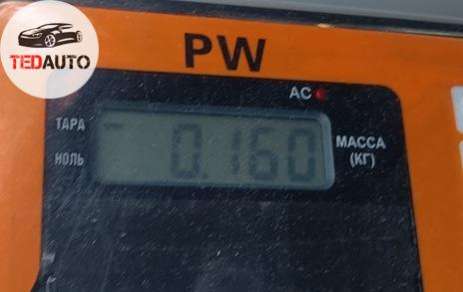 TEDAUTO
PW
AC
ТАРА
НОЛЬ
- 0.160
МАССА
(КГ)